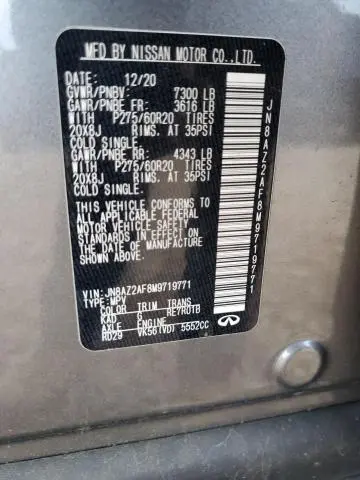 MFD BY NISSAN MOTOR CO.,LTD.
DATE: 12/20
GVWR/PNBV: 7300 LB
GAWR/PNBE FR: 3616 LB
WITH P275/60R20 TIRES
20X8J RIMS, AT 35PSI
COLD SINGLE
GAWR/PNBE RR: 4343 LB
WITH P275/60R20 TIRES
20X8J RIMS, AT 35PSI
COLD SINGLE
THIS VEHICLE CONFORMS TO
ALL APPLICABLE FEDERAL
MOTOR VEHICLE SAFETY
STANDARDS IN EFFECT ON
THE DATE OF MANUFACTURE
SHOWN ABOVE.
VIN: JN8AZ2AF8M9719771
TYPE: MPV
COLOR TRIM TRANS
KAD G RE7R01B
AXLE ENGINE
RD29 VK56(VD) 5552CC
JN8AZ2AF8M9719771
INFINITI